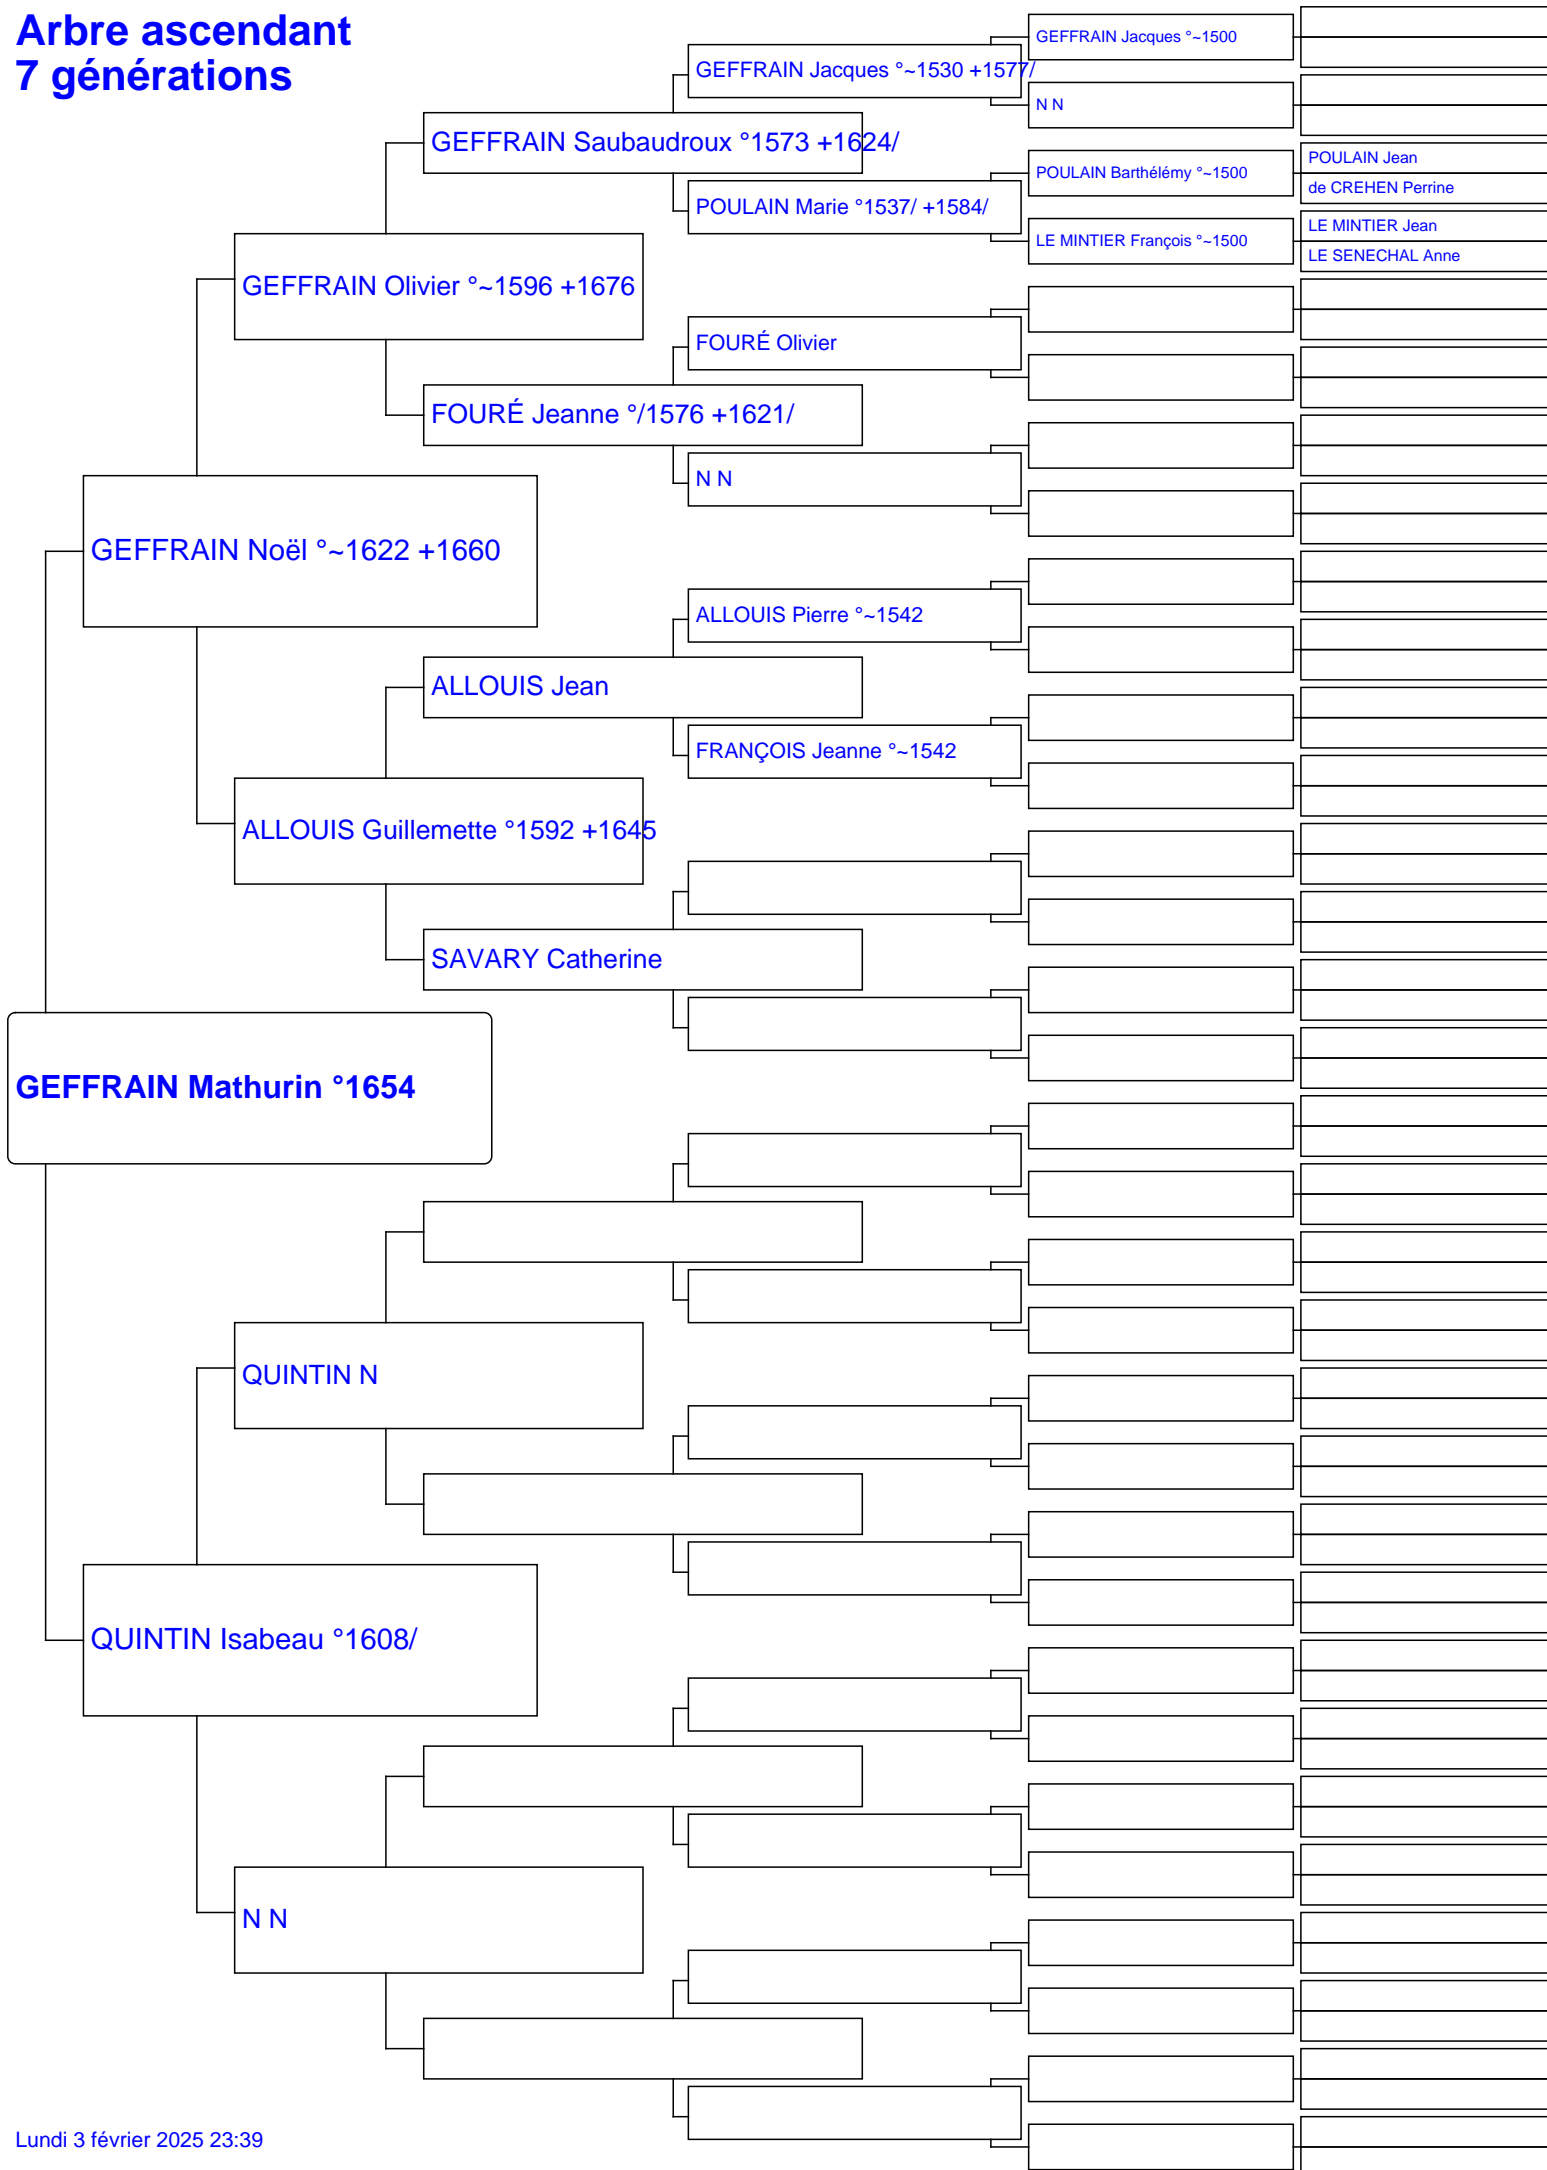 Arbre ascendant
7 générations
GEFFRAIN Jacques °~1500
GEFFRAIN Jacques °~1530 +1577/
N N
GEFFRAIN Saubaudroux °1573 +1624/
POULAIN Jean
POULAIN Barthélémy °~1500
de CREHEN Perrine
POULAIN Marie °1537/ +1584/
LE MINTIER Jean
LE MINTIER François °~1500
LE SENECHAL Anne
GEFFRAIN Olivier °~1596 +1676
FOURÉ Olivier
FOURÉ Jeanne °/1576 +1621/
N N
GEFFRAIN Noël °~1622 +1660
ALLOUIS Pierre °~1542
ALLOUIS Jean
FRANÇOIS Jeanne °~1542
ALLOUIS Guillemette °1592 +1645
SAVARY Catherine
GEFFRAIN Mathurin °1654
QUINTIN N
QUINTIN Isabeau °1608/
N N
Lundi 3 février 2025 23:39